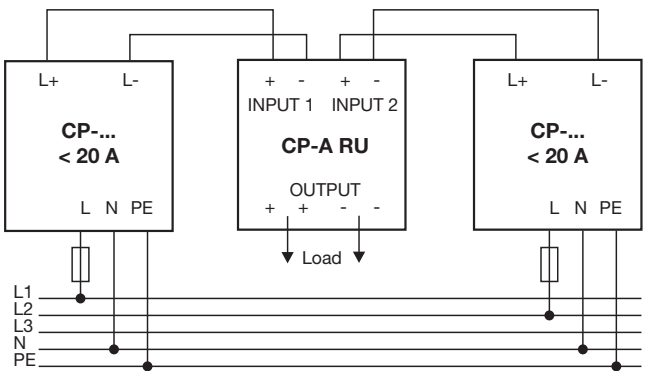 L+ L-
+ - + -
L+ L-
INPUT 1 INPUT 2
CP-...
< 20 A
CP-A RU
CP-...
< 20 A
OUTPUT
+ + - -
L N PE
L N PE
Load
L1
L2
L3
N
PE